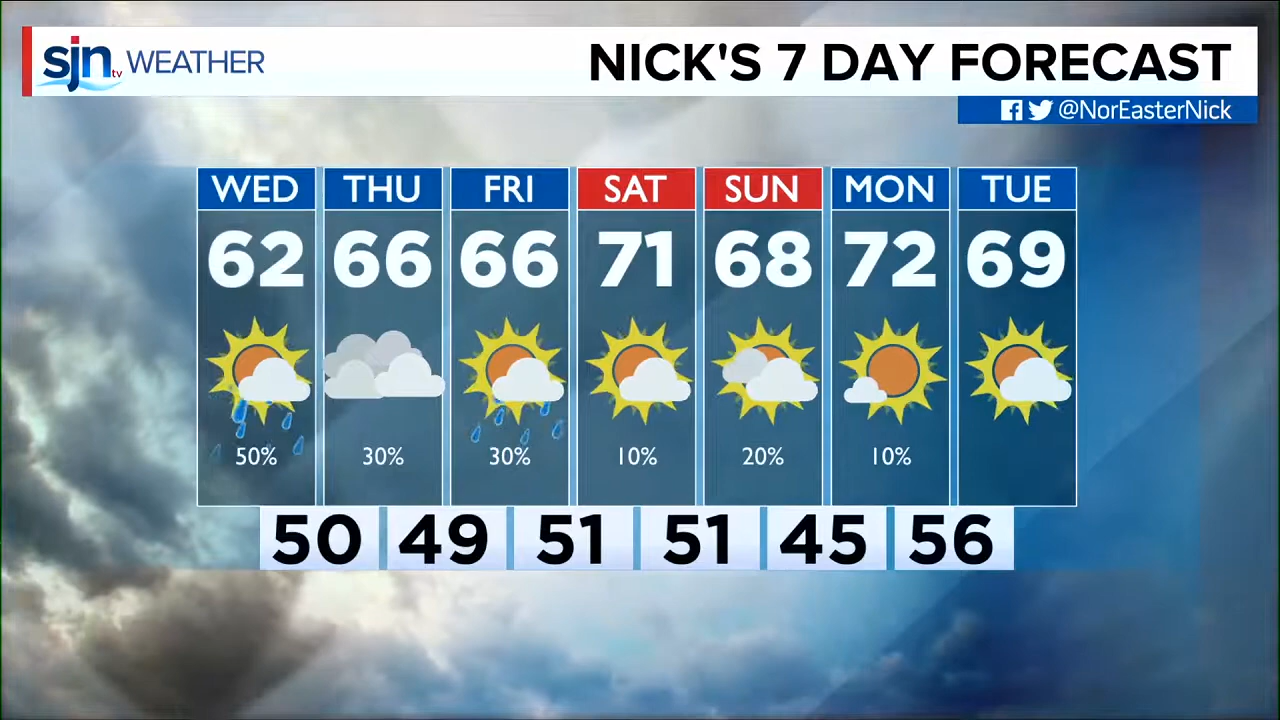 sjn tv WEATHER
NICK'S 7 DAY FORECAST
@NorEasterNick
WED THU FRI SAT SUN MON TUE
62 66 66 71 68 72 69
50% 30% 30% 10% 20% 10%
50 49 51 51 45 56